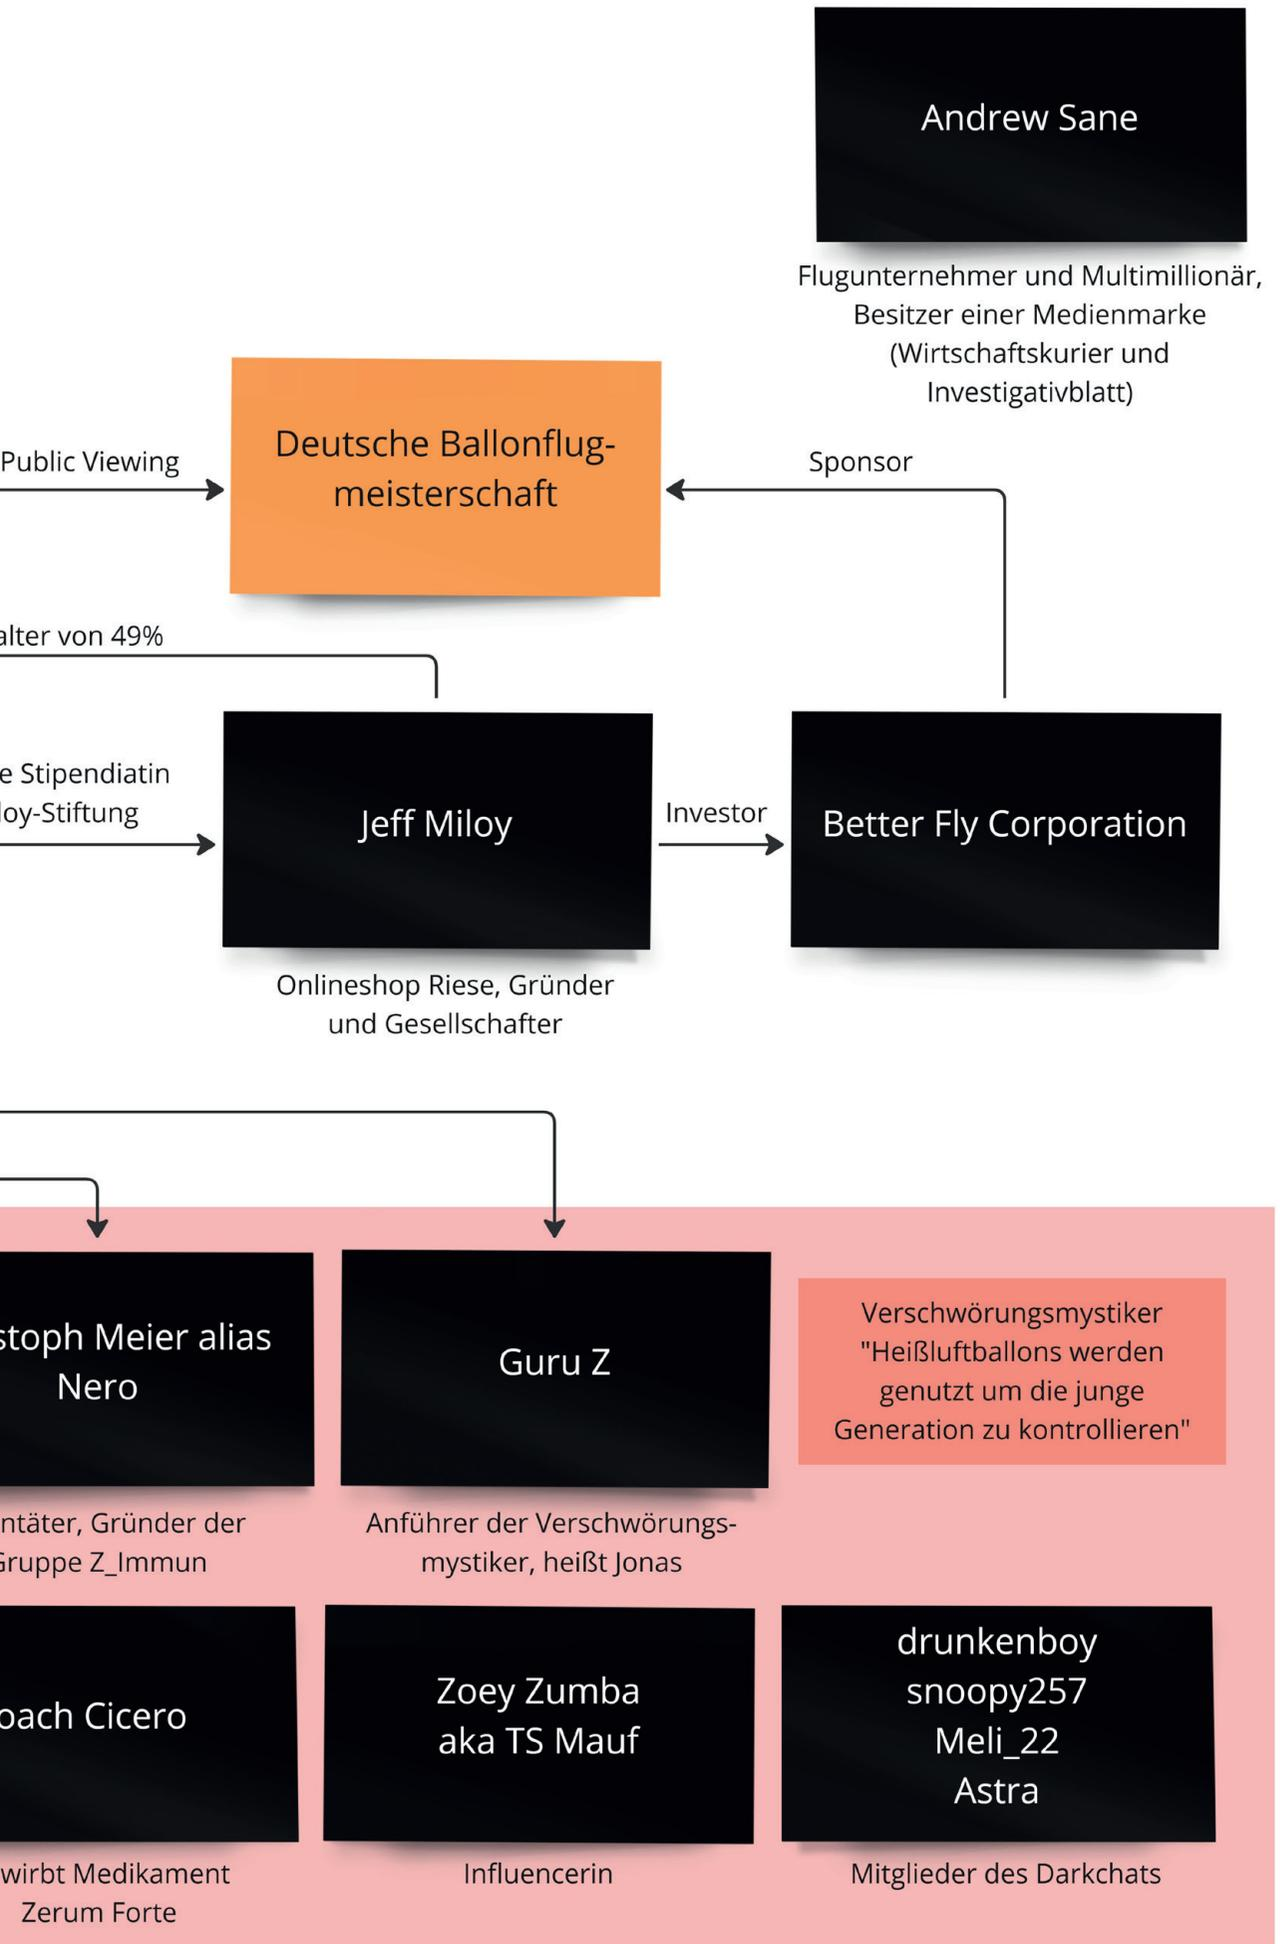 Andrew Sane
Flugunternehmer und Multimillionär,
Besitzer einer Medienmarke
(Wirtschaftskurier und
Investigativblatt)
Deutsche Ballonflug-
meisterschaft
Public Viewing
Sponsor
alter von 49%
e Stipendiatin
loy-Stiftung
Jeff Miloy
Investor
Better Fly Corporation
Onlineshop Riese, Gründer
und Gesellschafter
stoph Meier alias
Nero
Guru Z
Verschwörungsmystiker
"Heißluftballons werden
genutzt um die junge
Generation zu kontrollieren"
ntäter, Gründer der
Gruppe Z_Immun
Anführer der Verschwörungs-
mystiker, heißt Jonas
oach Cicero
Zoey Zumba
aka TS Mauf
drunkenboy
snoopy257
Meli_22
Astra
wirbt Medikament
Zerum Forte
Influencerin
Mitglieder des Darkchats